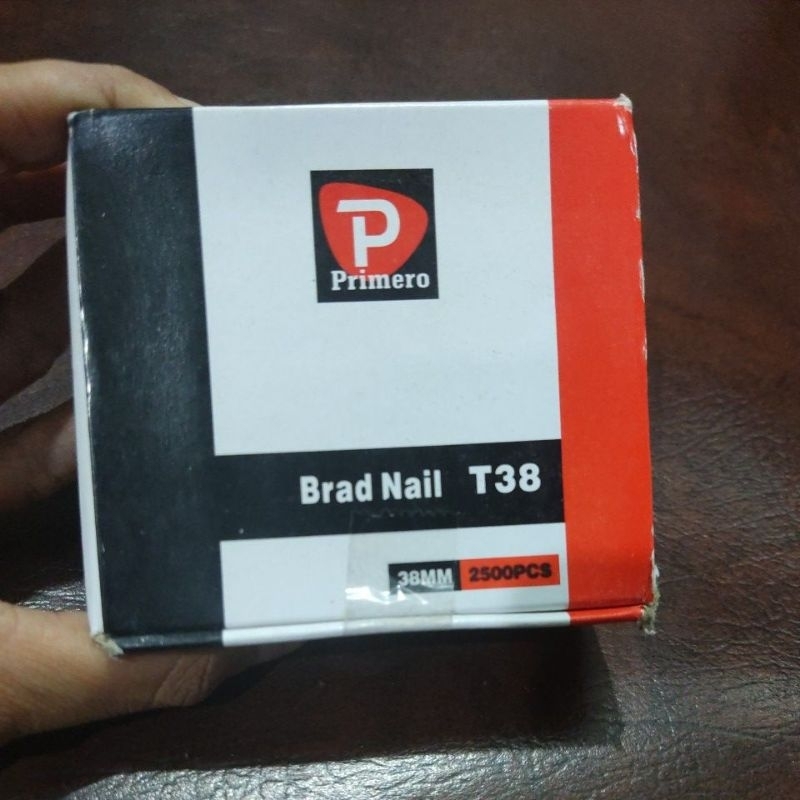 P
Primero
Brad Nail T38
38MM 2500PCS